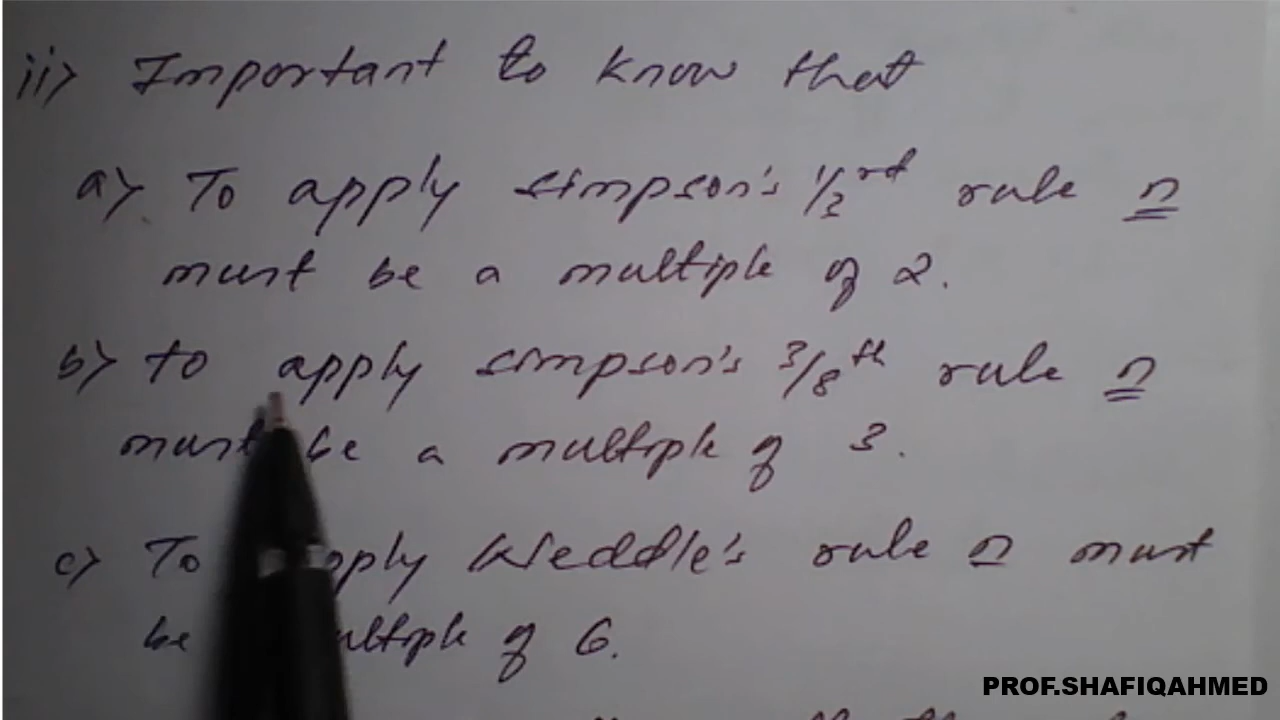 ii> Important to know that
a> To apply simpson's 1/3rd rule n
must be a multiple of 2.
b> to apply simpson's 3/8th rule n
must be a multiple of 3.
c> To apply Weddle's rule n must
be multiple of 6.
PROF.SHAFIQAHMED